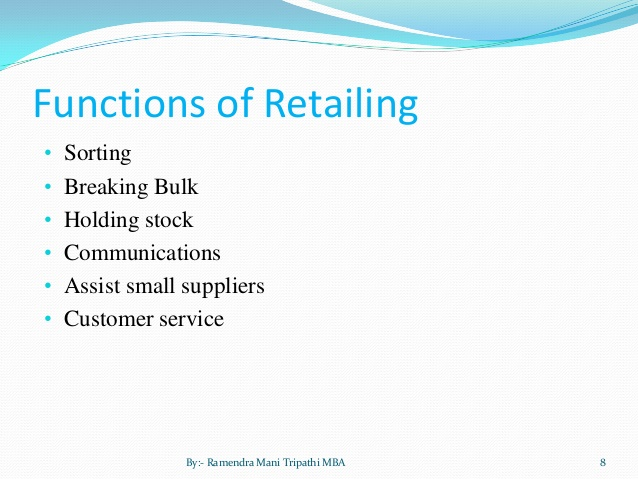 Functions of Retailing
• Sorting
• Breaking Bulk
• Holding stock
• Communications
• Assist small suppliers
• Customer service
By:- Ramendra Mani Tripathi MBA
8